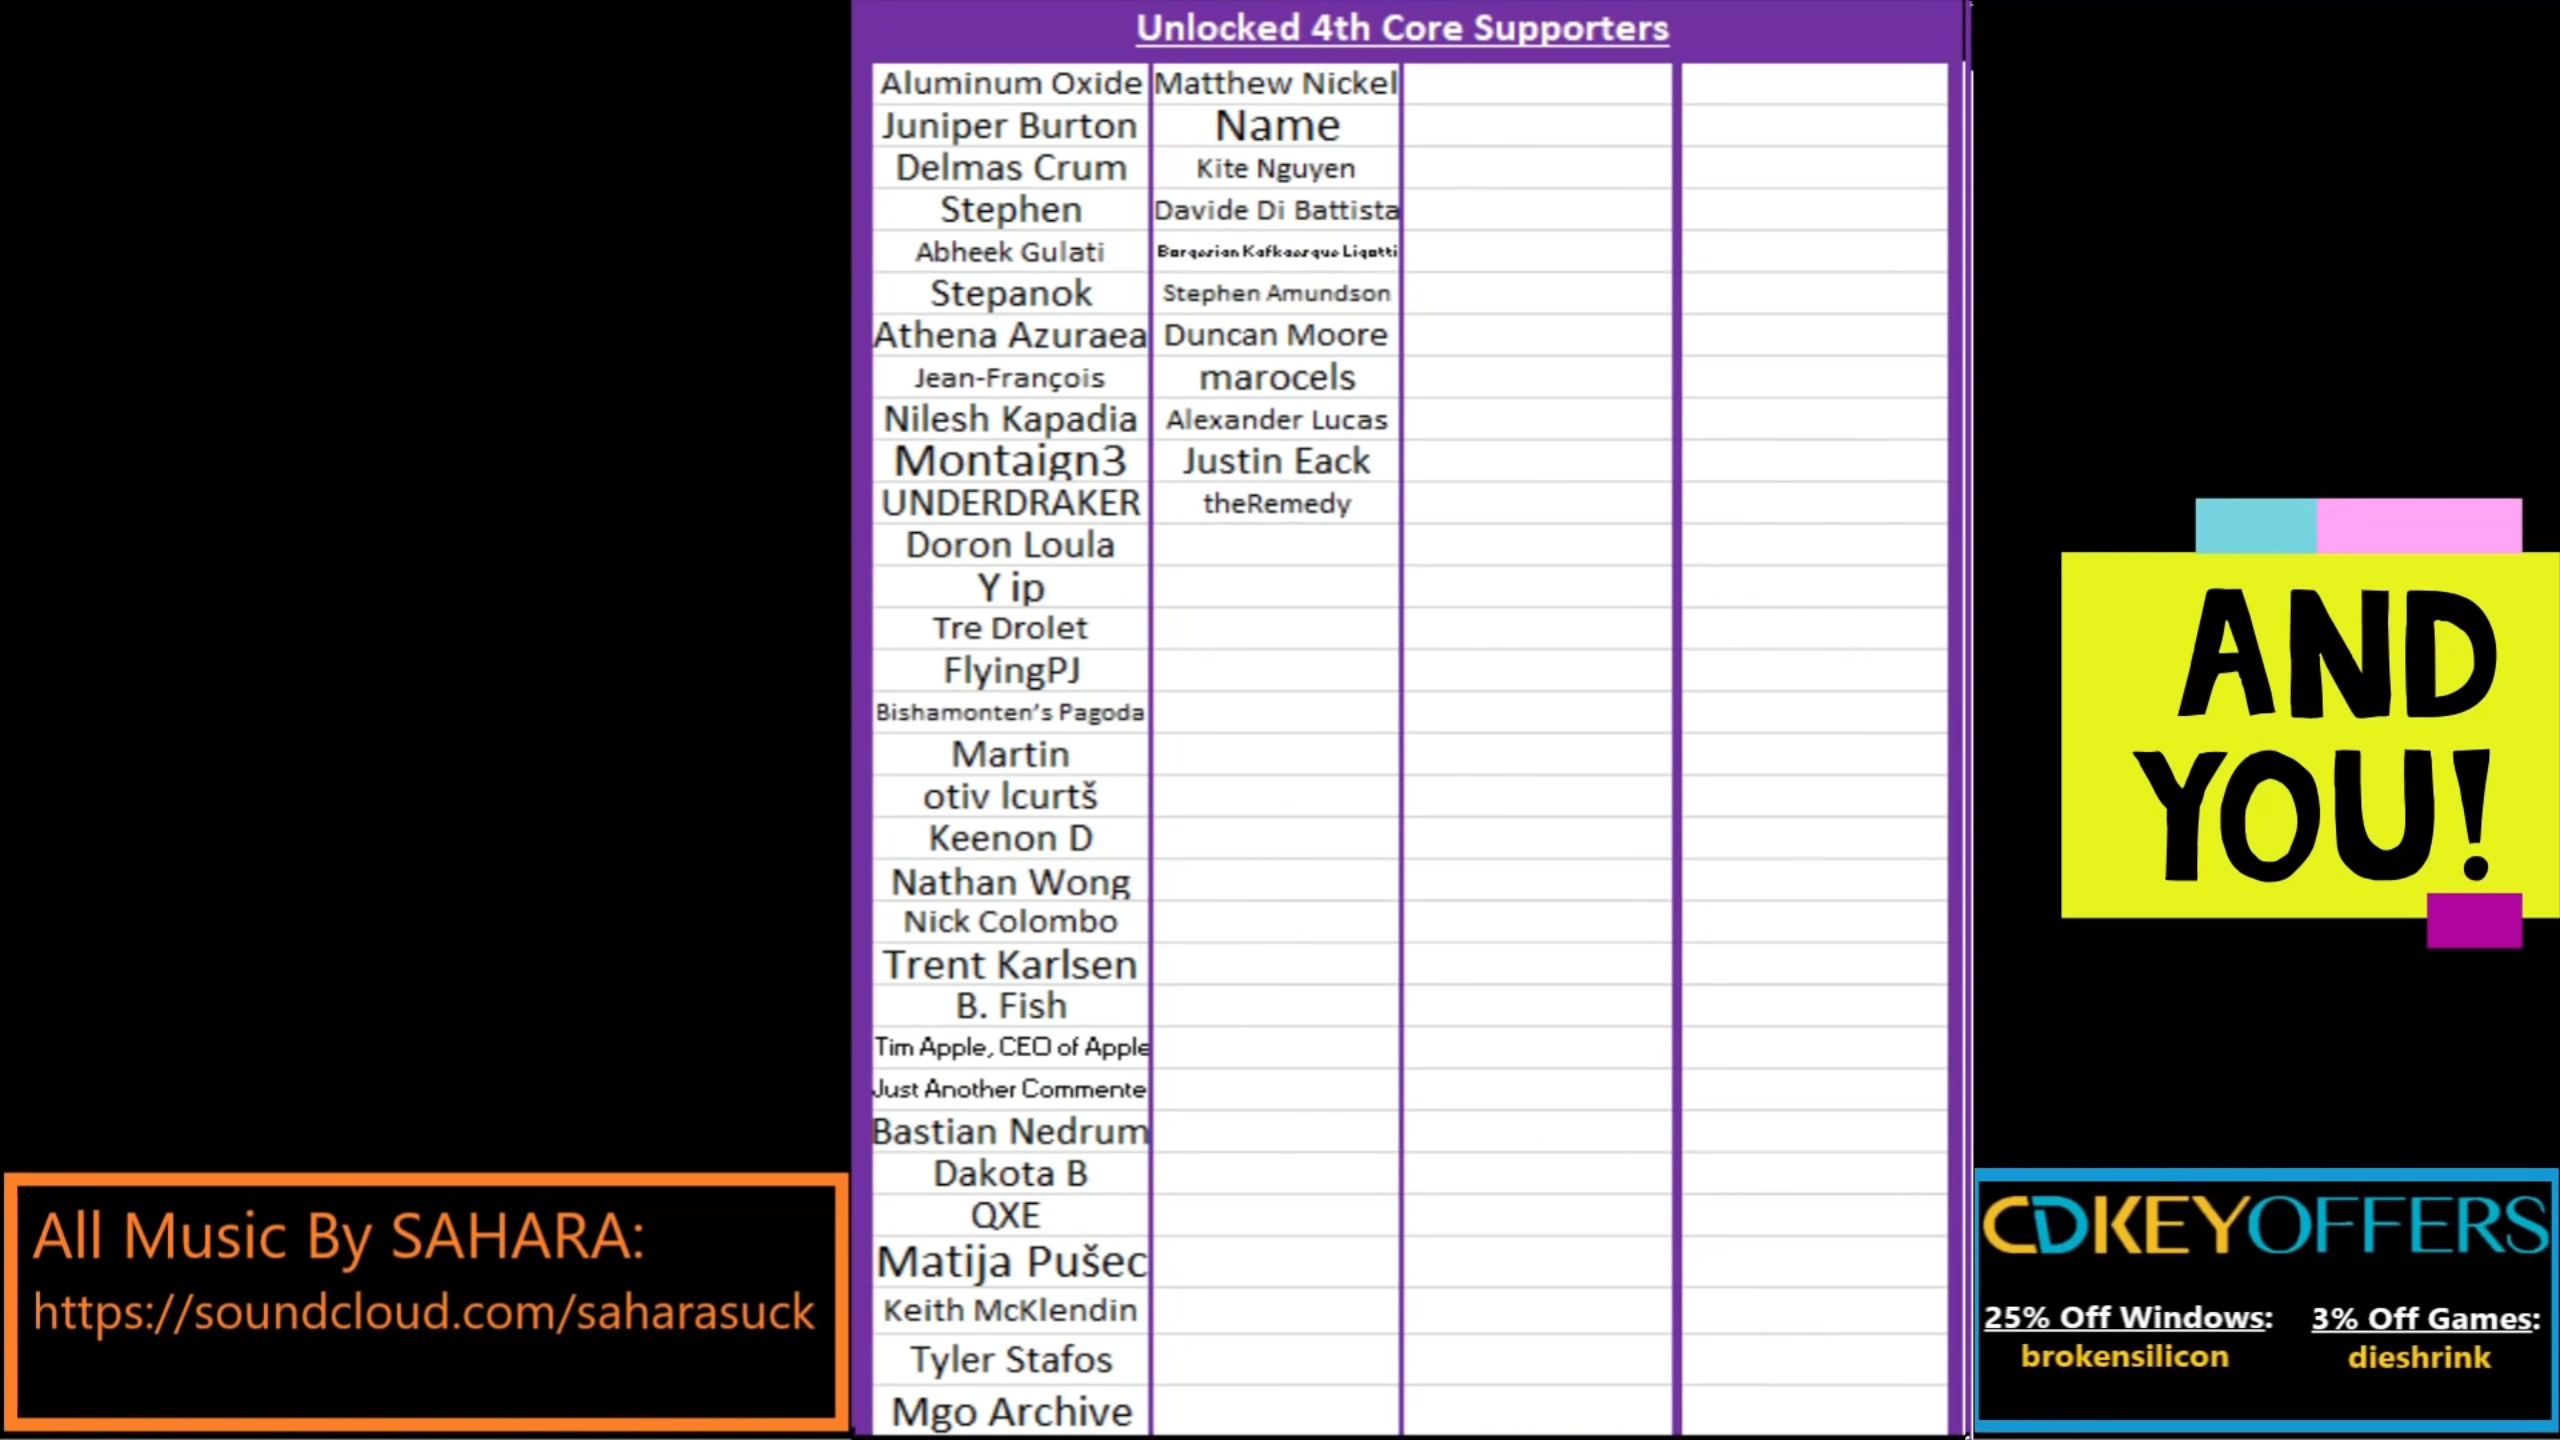 Unlocked 4th Core Supporters
Aluminum Oxide
Juniper Burton
Delmas Crum
Stephen
Abheek Gulati
Stepanok
Athena Azuraea
Jean-François
Nilesh Kapadia
Montaign3
UNDERDRAKER
Doron Loula
Y ip
Tre Drolet
FlyingPJ
Bishamonten’s Pagoda
Martin
otiv lcurtš
Keenon D
Nathan Wong
Nick Colombo
Trent Karlsen
B. Fish
Tim Apple, CEO of Apple
Just Another Commente
Bastian Nedrum
Dakota B
QXE
Matija Pušec
Keith McKlendin
Tyler Stafos
Mgo Archive
Matthew Nickel
Name
Kite Nguyen
Davide Di Battista
Ligotti
Stephen Amundson
Duncan Moore
marocels
Alexander Lucas
Justin Eack
theRemedy
AND
YOU!
All Music By SAHARA:
https://soundcloud.com/saharasuck
CDKEYOFFERS
25% Off Windows:
brokensilicon
3% Off Games:
dieshrink